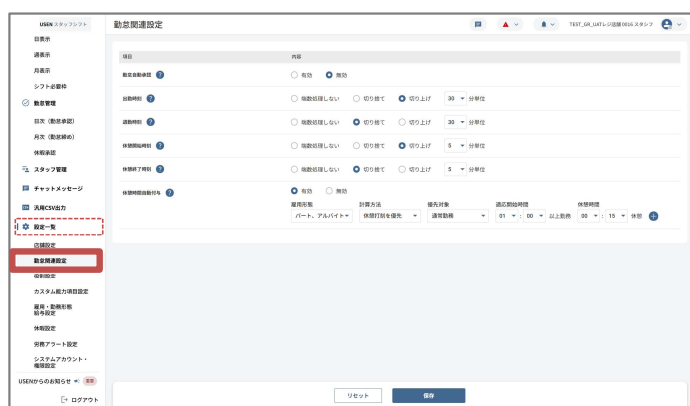 USEN スタッフシフト
勤怠関連設定
TEST_GR_UATレジ店舗0016 スタッフ
日表示
週表示
月表示
シフト必要枠
勤怠管理
日次（勤怠承認）
月次（勤怠締め）
休暇承認
スタッフ管理
チャットメッセージ
汎用CSV出力
設定一覧
店舗設定
勤怠関連設定
役割設定
カスタム能力項目設定
雇用・勤務形態
給与設定
休暇設定
労務アラート設定
システムアカウント・
権限設定
USENからのお知らせ 重要
ログアウト
項目 内容
勤怠自動承認 ? 有効 無効
出勤時刻 ? 端数処理しない 切り捨て 切り上げ 30 分単位
退勤時刻 ? 端数処理しない 切り捨て 切り上げ 30 分単位
休憩開始時刻 ? 端数処理しない 切り捨て 切り上げ 5 分単位
休憩終了時刻 ? 端数処理しない 切り捨て 切り上げ 5 分単位
休憩時間自動付与 ? 有効 無効
雇用形態 計算方法 優先対象 適応開始時間 休憩時間
パート、アルバイト 休憩打刻を優先 通常勤務 01 : 00 以上勤務 00 : 15 休憩
リセット 保存